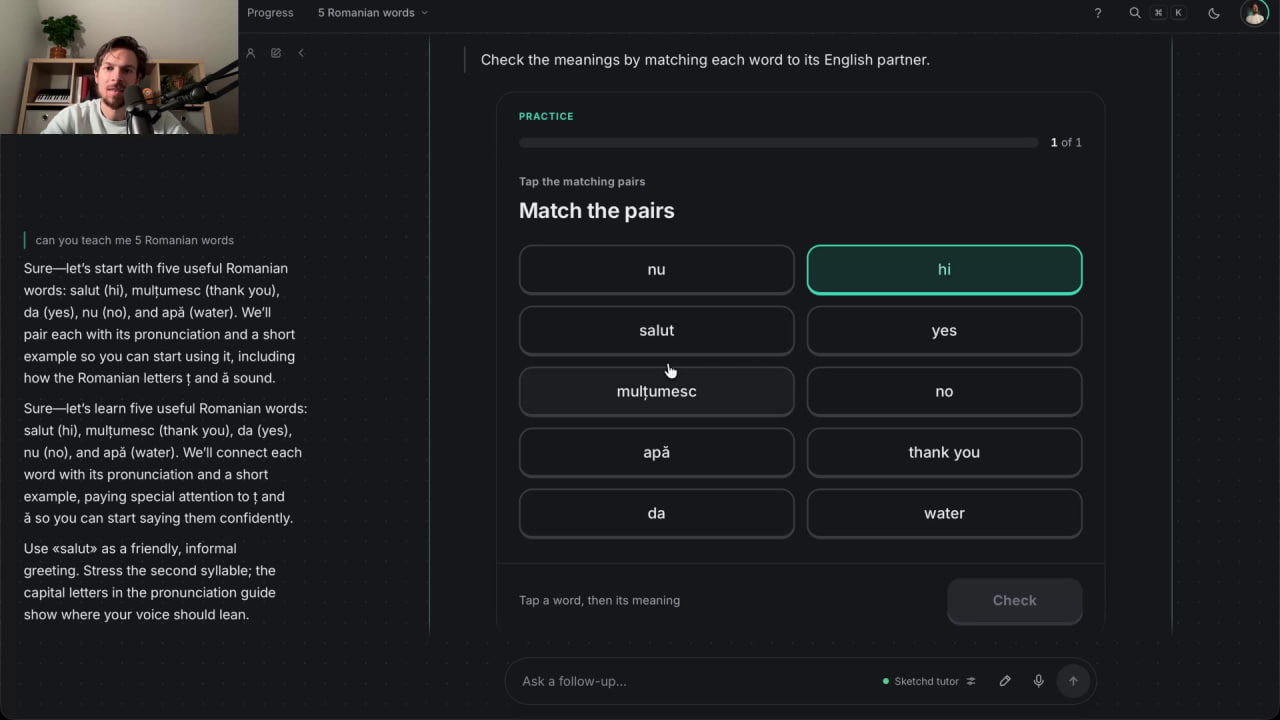 Progress
5 Romanian words
?
⌘ K
Check the meanings by matching each word to its English partner.
PRACTICE
1 of 1
Tap the matching pairs
Match the pairs
nu
hi
salut
yes
mulțumesc
no
apă
thank you
da
water
Tap a word, then its meaning
Check
can you teach me 5 Romanian words
Sure—let's start with five useful Romanian
words: salut (hi), mulțumesc (thank you),
da (yes), nu (no), and apă (water). We'll
pair each with its pronunciation and a short
example so you can start using it, including
how the Romanian letters ț and ă sound.
Sure—let's learn five useful Romanian words:
salut (hi), mulțumesc (thank you), da (yes),
nu (no), and apă (water). We'll connect each
word with its pronunciation and a short
example, paying special attention to ț and
ă so you can start saying them confidently.
Use «salut» as a friendly, informal
greeting. Stress the second syllable; the
capital letters in the pronunciation guide
show where your voice should lean.
Ask a follow-up...
Sketchd tutor